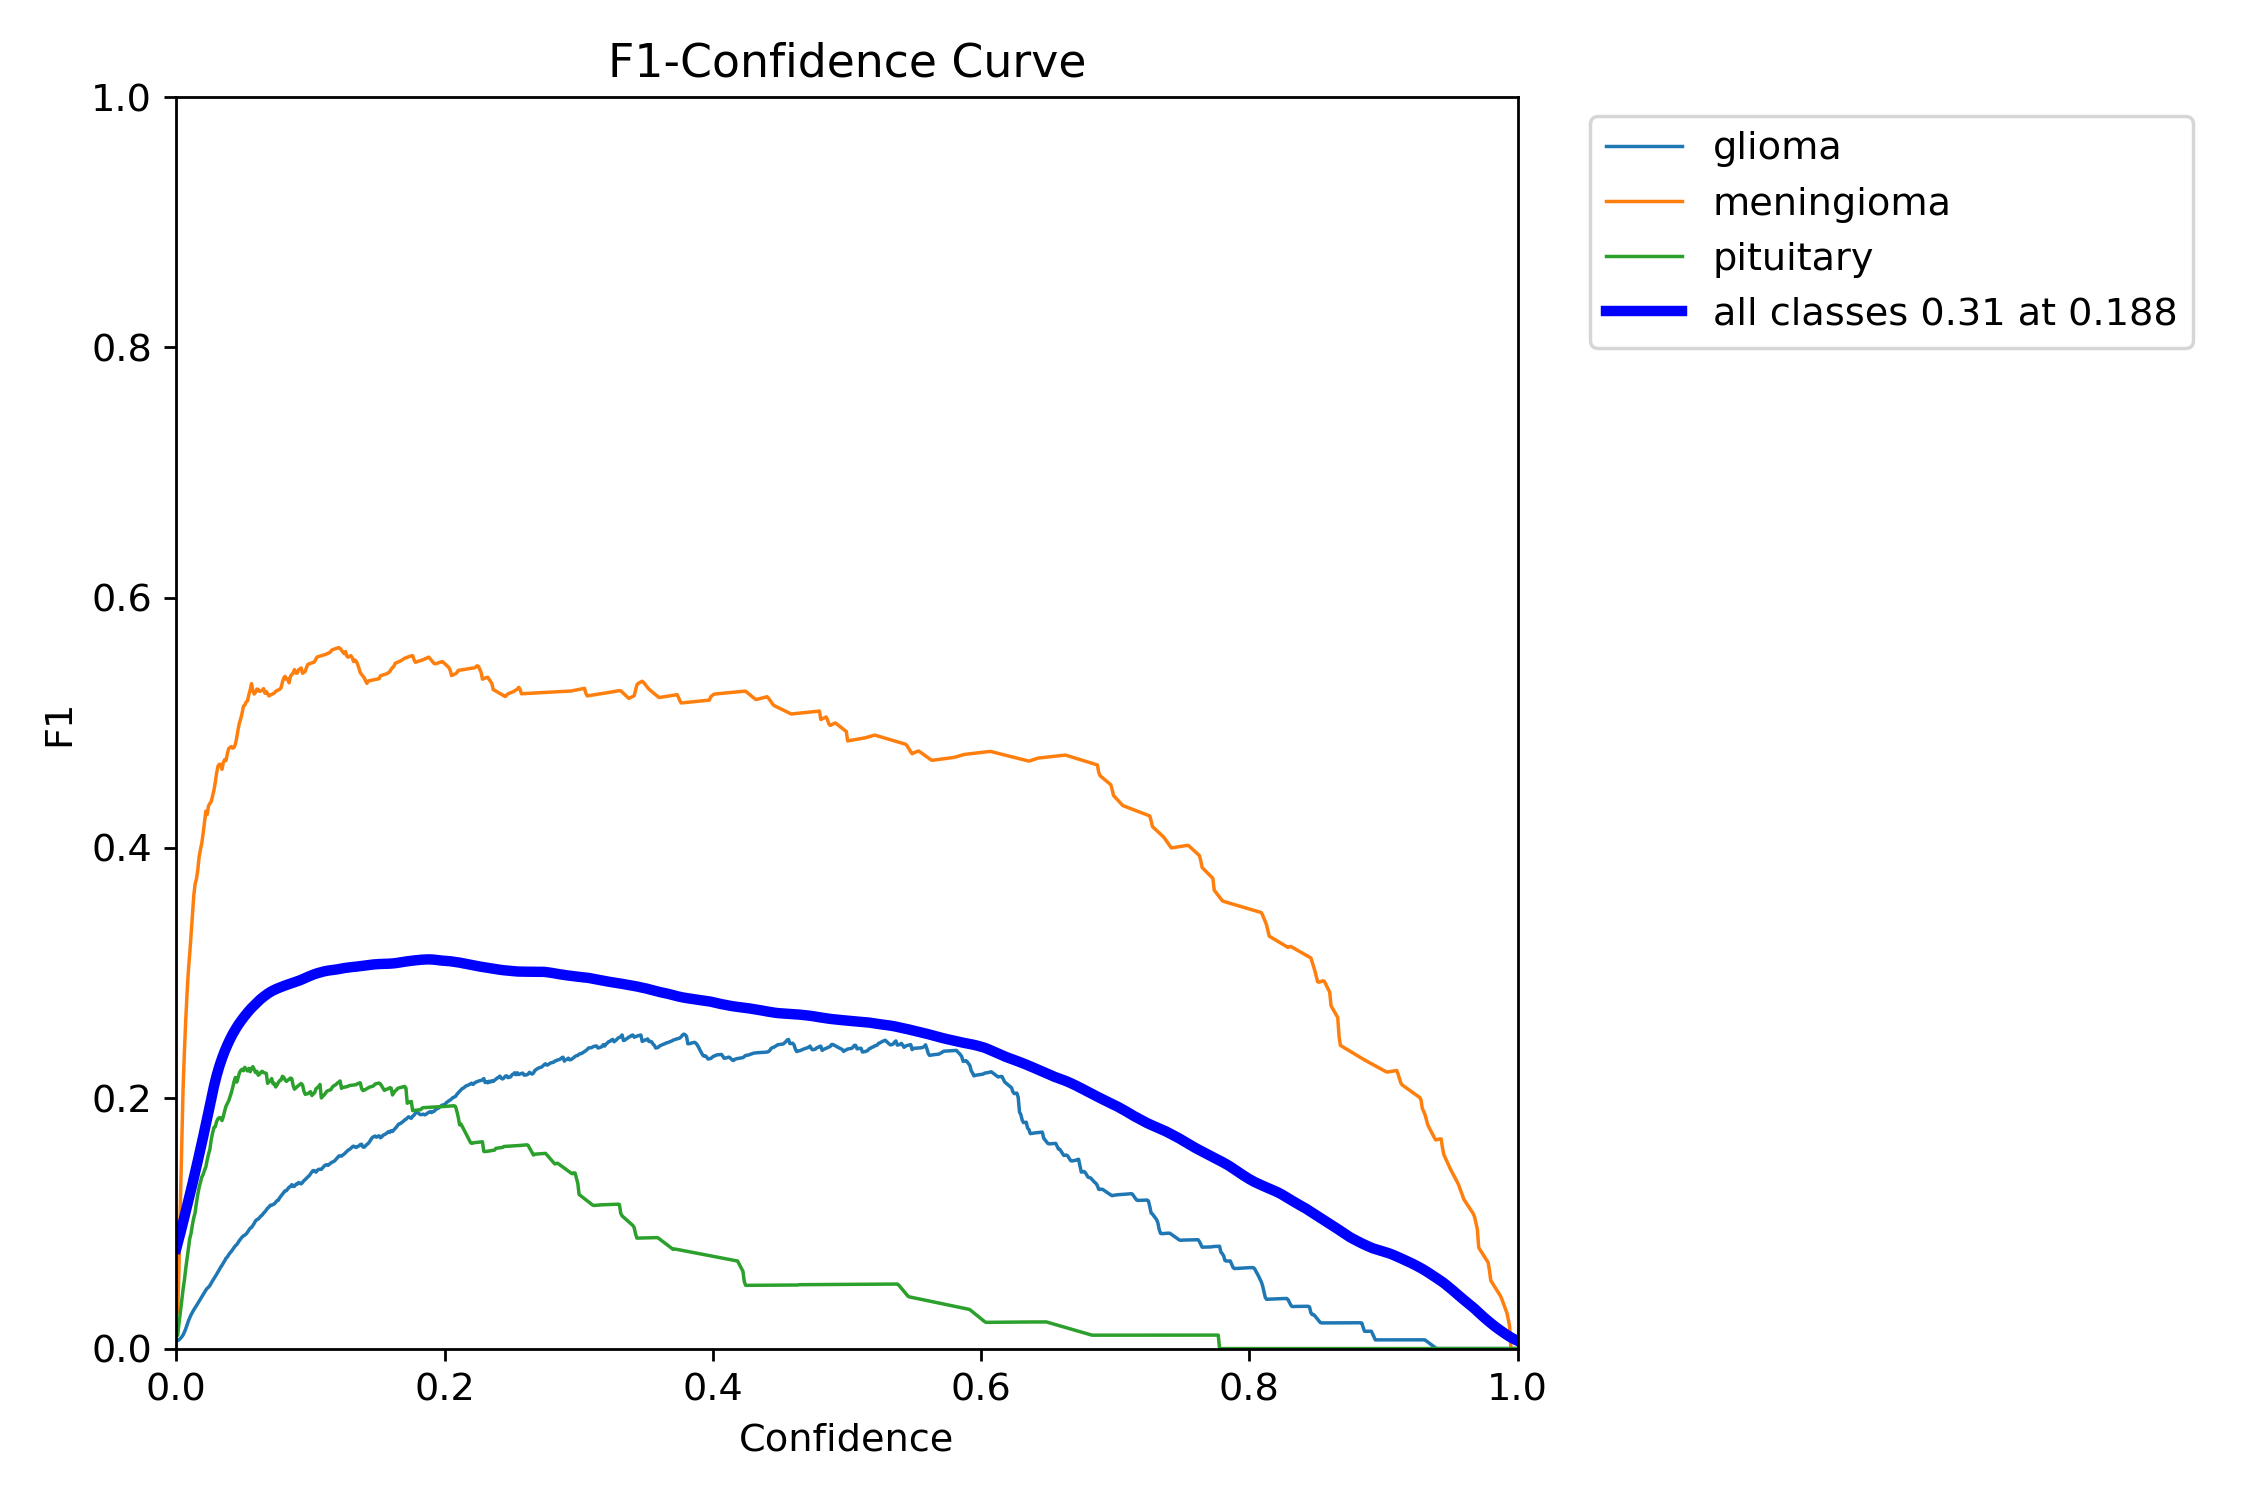 F1-Confidence Curve
1.0
0.8
0.6
0.4
0.2
0.0
F1
0.0 0.2 0.4 0.6 0.8 1.0
Confidence
glioma
meningioma
pituitary
all classes 0.31 at 0.188